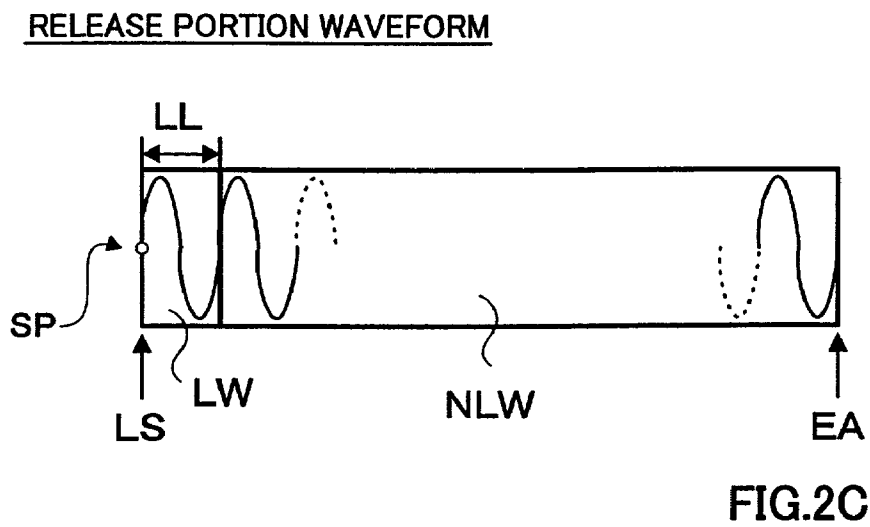 RELEASE PORTION WAVEFORM
LL
SP
LW
NLW
LS
EA
FIG.2C